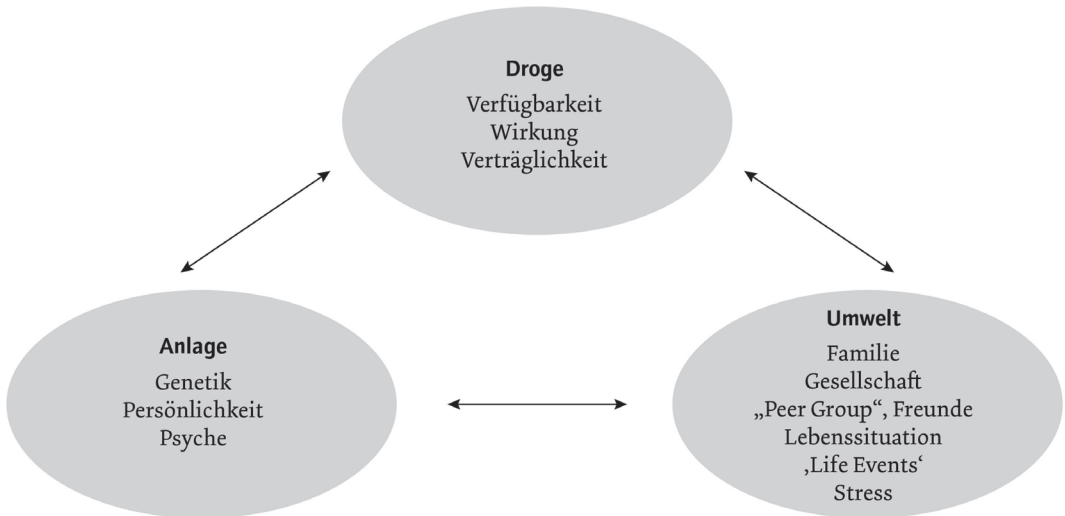 Droge
Verfügbarkeit
Wirkung
Verträglichkeit
Anlage
Genetik
Persönlichkeit
Psyche
Umwelt
Familie
Gesellschaft
„Peer Group“, Freunde
Lebenssituation
‚Life Events‘
Stress